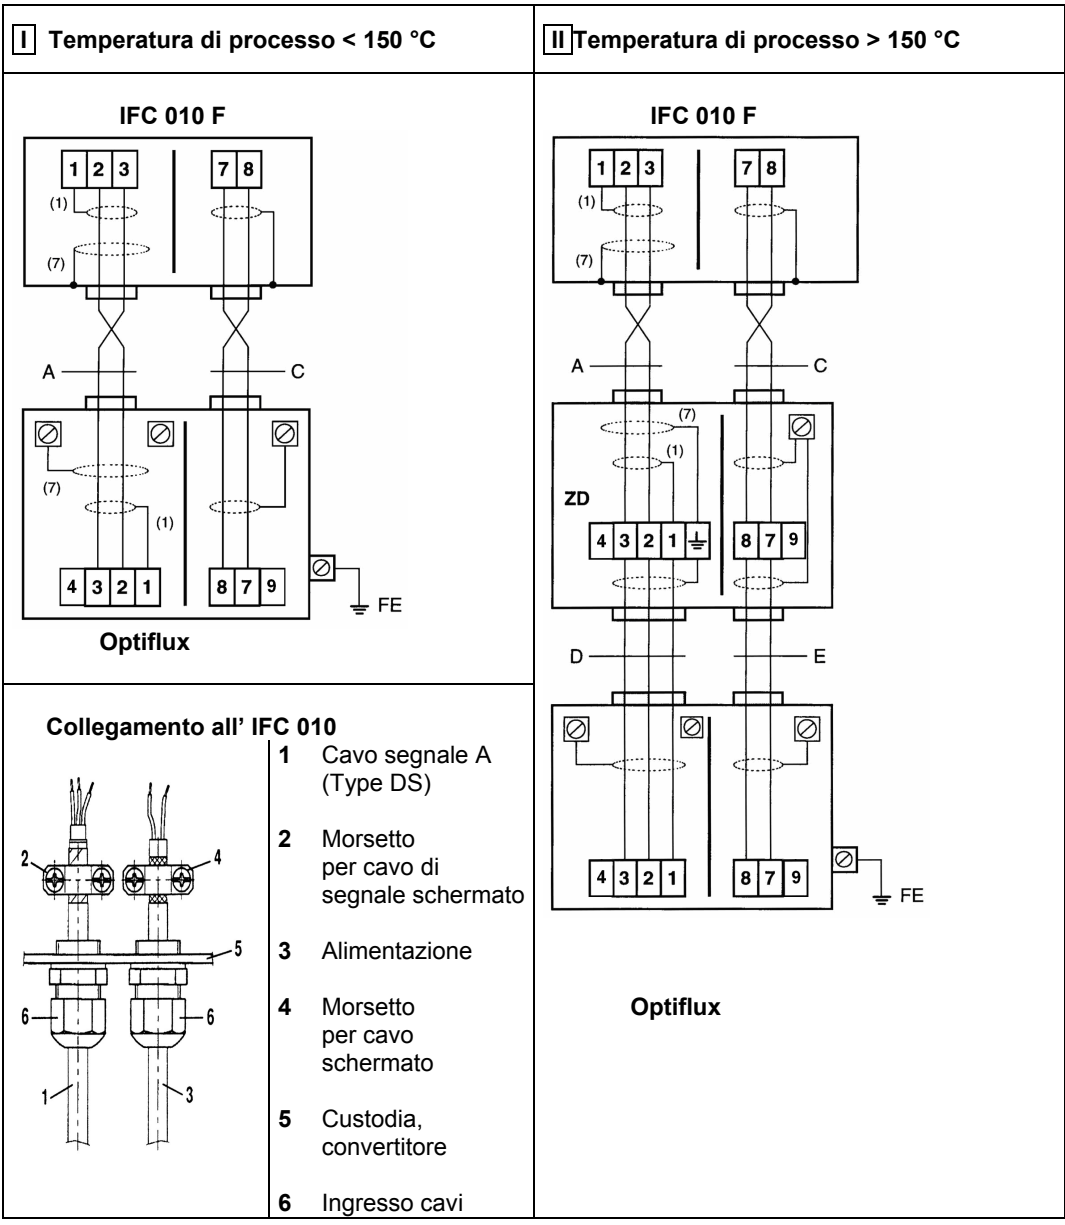 I Temperatura di processo < 150 °C
IFC 010 F
1 2 3 7 8
(1)
(7)
A C
(7)
(1)
4 3 2 1 8 7 9
FE
Optiflux
II Temperatura di processo > 150 °C
IFC 010 F
1 2 3 7 8
(1)
(7)
A C
(7)
(1)
ZD
4 3 2 1 8 7 9
D E
4 3 2 1 8 7 9
FE
Optiflux
Collegamento all’ IFC 010
2 4
5
6 6
1 3
1 Cavo segnale A
(Type DS)
2 Morsetto
per cavo di
segnale schermato
3 Alimentazione
4 Morsetto
per cavo
schermato
5 Custodia,
convertitore
6 Ingresso cavi